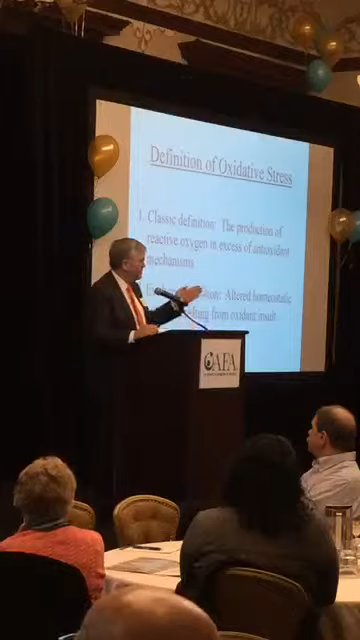 Definition of Oxidative Stress
1. Classic definition: The production of
reactive oxygen in excess of antioxidant
mechanisms
Altered homeostatic
from oxidant insult
AFA